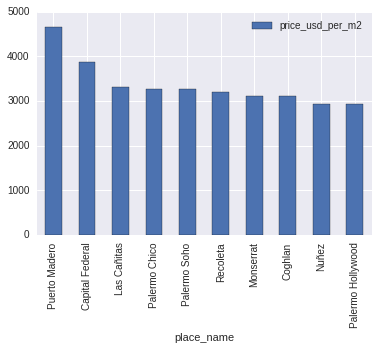 5000
price_usd_per_m2
4000
3000
2000
1000
0
Puerto Madero
Capital Federal
Las Cañitas
Palermo Chico
Palermo Soho
Recoleta
Monserrat
Coghlan
Nuñez
Palermo Hollywood
place_name